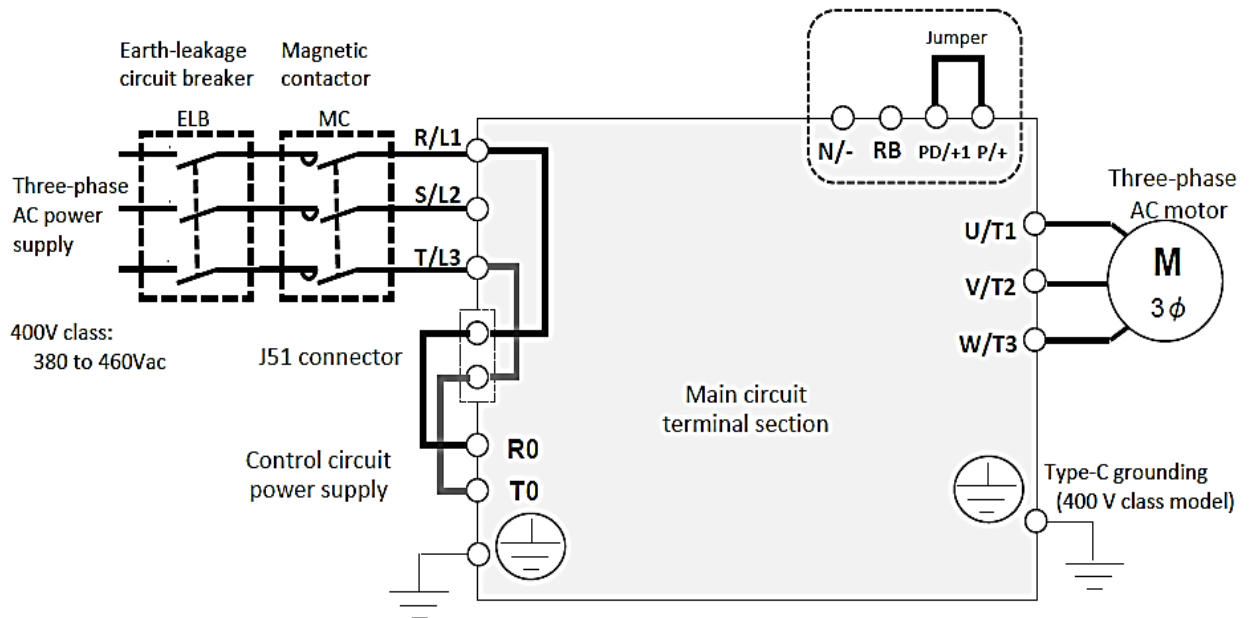 Earth-leakage
circuit breaker
Magnetic
contactor
ELB
MC
Jumper
N/-
RB
PD/+1
P/+
R/L1
S/L2
T/L3
Three-phase
AC power
supply
400V class:
380 to 460Vac
J51 connector
Control circuit
power supply
R0
T0
Main circuit
terminal section
U/T1
V/T2
W/T3
Three-phase
AC motor
M
3ϕ
Type-C grounding
(400 V class model)